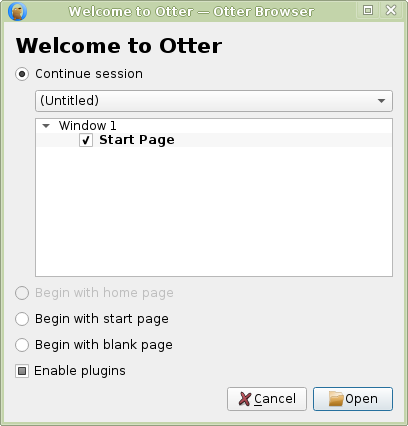 Welcome to Otter — Otter Browser
Welcome to Otter
Continue session
(Untitled)
Window 1
Start Page
Begin with home page
Begin with start page
Begin with blank page
Enable plugins
Cancel
Open